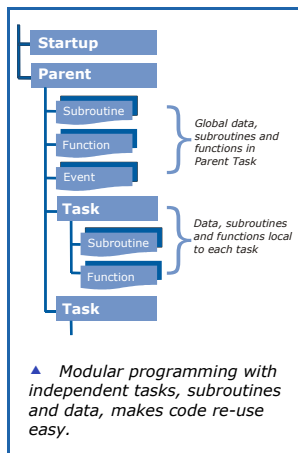 Startup
Parent
Subroutine
Function
Event
Global data,
subroutines and
functions in
Parent Task
Task
Subroutine
Function
Data, subroutines
and functions local
to each task
Task
▲ Modular programming with
independent tasks, subroutines
and data, makes code re-use
easy.